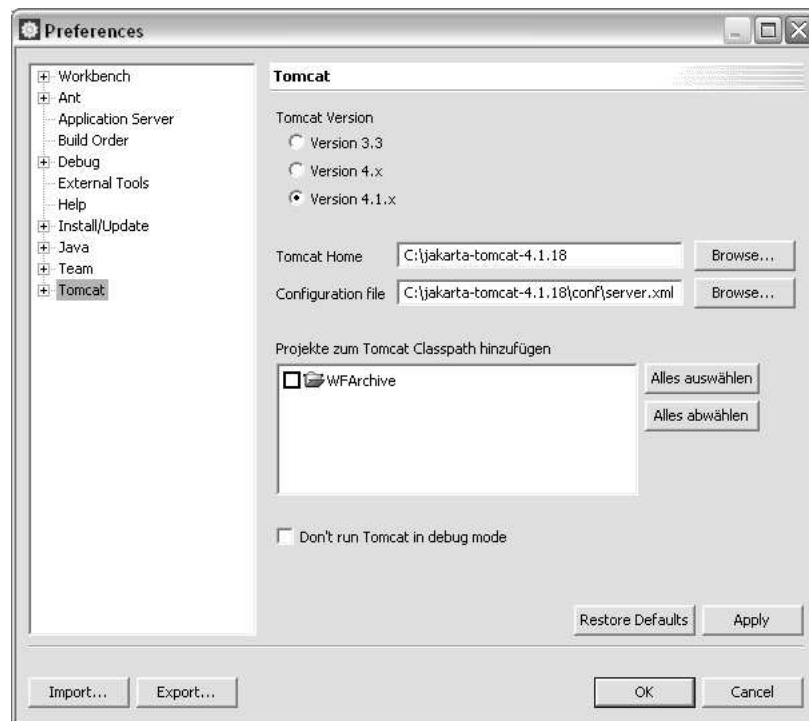 Preferences
Workbench
Ant
Application Server
Build Order
Debug
External Tools
Help
Install/Update
Java
Team
Tomcat
Tomcat
Tomcat Version
Version 3.3
Version 4.x
Version 4.1.x
Tomcat Home C:\jakarta-tomcat-4.1.18 Browse...
Configuration file C:\jakarta-tomcat-4.1.18\conf\server.xml Browse...
Projekte zum Tomcat Classpath hinzufügen
WFArchive
Alles auswählen
Alles abwählen
Don't run Tomcat in debug mode
Restore Defaults Apply
Import... Export... OK Cancel